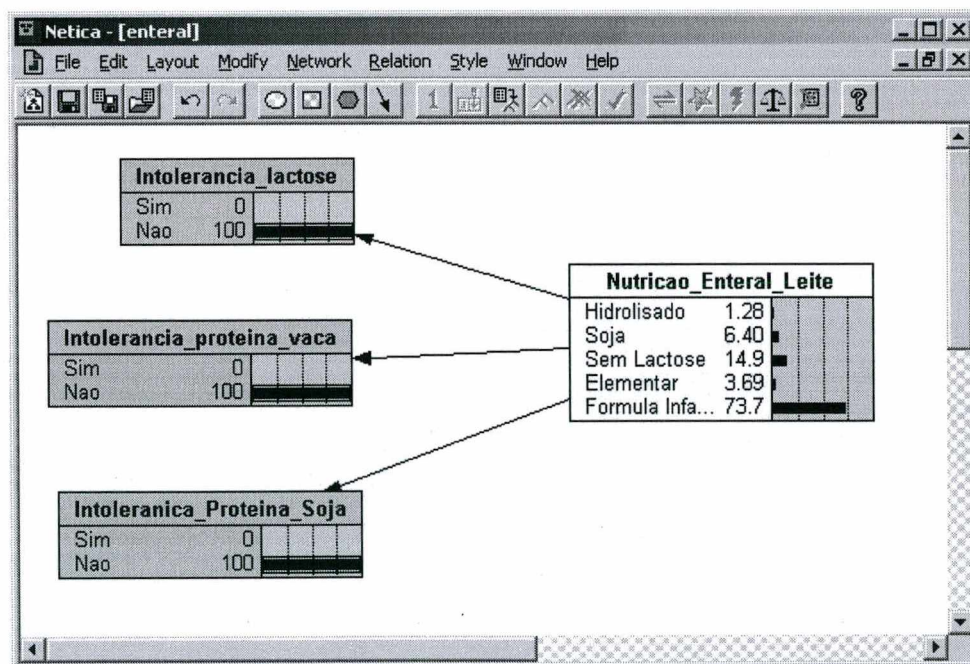 Netica - [enteral]
File Edit Layout Modify Network Relation Style Window Help
1 ?
Intolerancia_lactose
Sim 0
Nao 100
Nutricao_Enteral_Leite
Hidrolisado 1.28
Soja 6.40
Sem Lactose 14.9
Elementar 3.69
Formula Infa... 73.7
Intolerancia_proteina_vaca
Sim 0
Nao 100
Intoleranica_Proteina_Soja
Sim 0
Nao 100